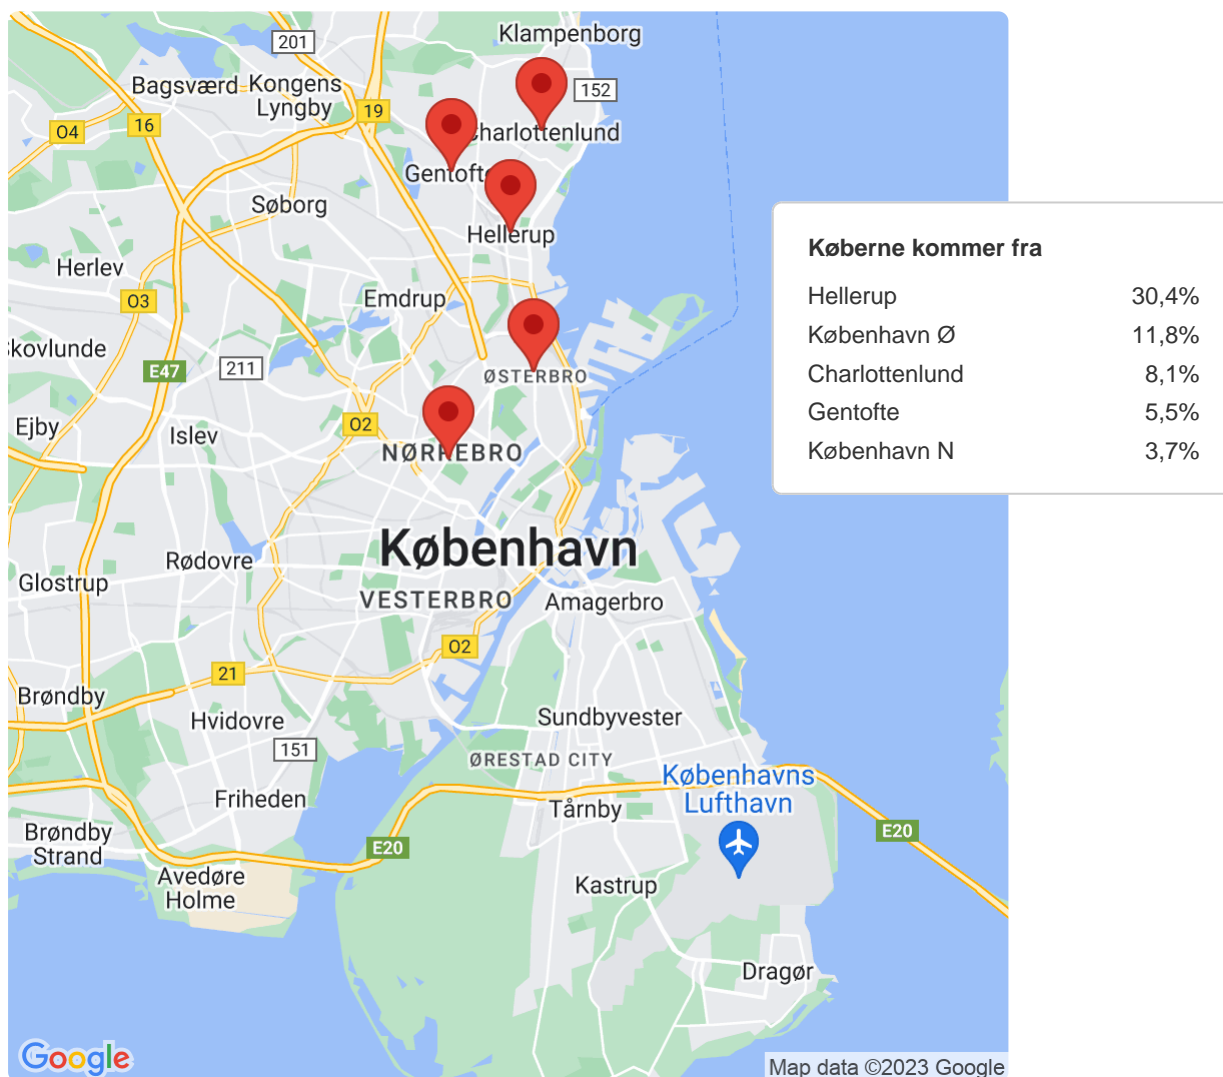 Klampenborg
201
152
Bagsværd
Kongens
Lyngby
19
16
O4
Charlottenlund
Gentofte
Søborg
Hellerup
Herlev
O3
Emdrup
Skovlunde
211
E47
ØSTERBRO
Ejby
Islev
O2
NØRREBRO
København
Rødovre
Glostrup
VESTERBRO
Amagerbro
O2
21
Brøndby
Hvidovre
151
Sundbyvester
ØRESTAD CITY
Københavns
Lufthavn
Friheden
Tårnby
Brøndby
Strand
E20
E20
Avedøre
Holme
Kastrup
Dragør
Google
Map data ©2023 Google
Køberne kommer fra
Hellerup 30,4%
København Ø 11,8%
Charlottenlund 8,1%
Gentofte 5,5%
København N 3,7%